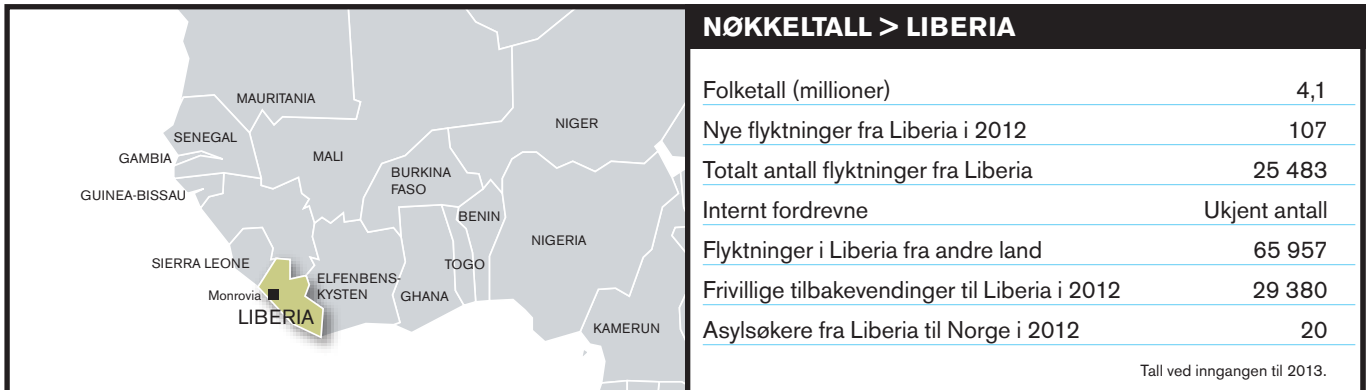 MAURITANIA
SENEGAL
GAMBIA
GUINEA-BISSAU
MALI
NIGER
BURKINA
FASO
BENIN
NIGERIA
TOGO
GHANA
SIERRA LEONE
ELFENBENS-
KYSTEN
Monrovia
LIBERIA
KAMERUN
NØKKELTALL > LIBERIA
Folketall (millioner) 4,1
Nye flyktninger fra Liberia i 2012 107
Totalt antall flyktninger fra Liberia 25 483
Internt fordrevne Ukjent antall
Flyktninger i Liberia fra andre land 65 957
Frivillige tilbakevendinger til Liberia i 2012 29 380
Asylsøkere fra Liberia til Norge i 2012 20
Tall ved inngangen til 2013.